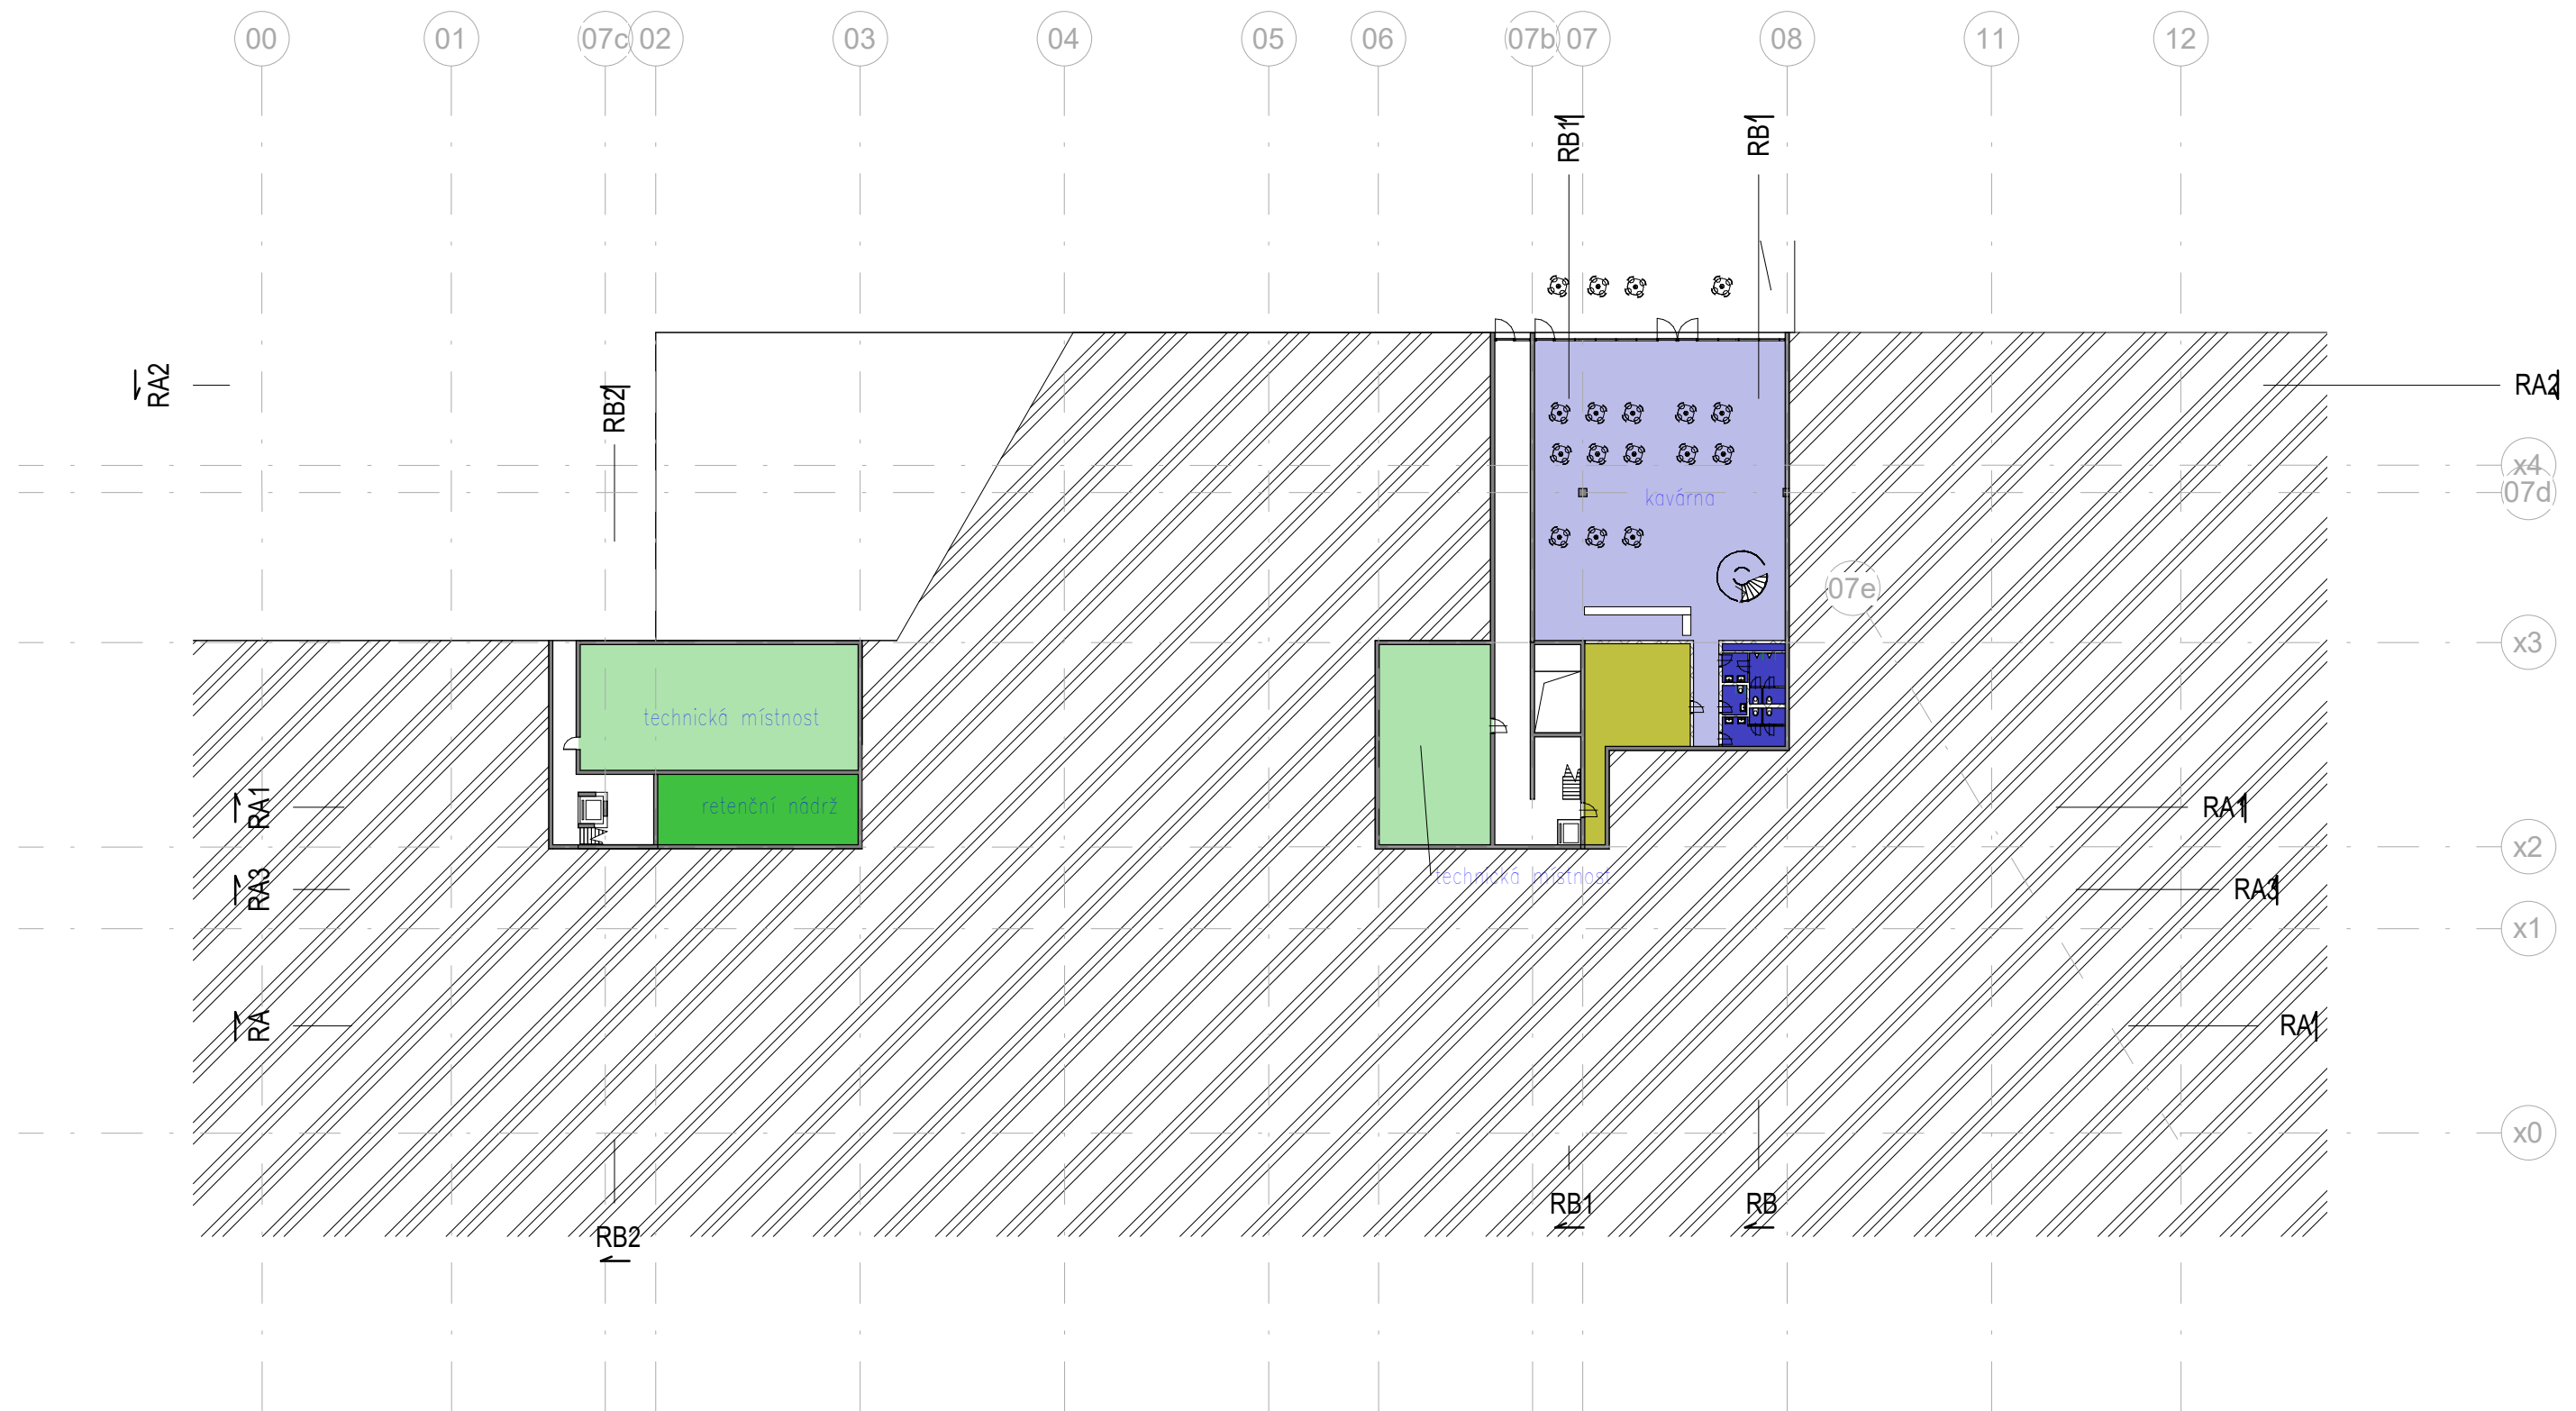 00 01 07c 02 03 04 05 06 07b 07 08 11 12
RB1 RB1
RA2 RB2 RA2
x4
kavárna 07d
07e
x3
technická místnost
retenční nádrž
RA1 RA1
x2
technická místnost
RA3 RA3
x1
RA RA
x0
RB1 RB
RB2